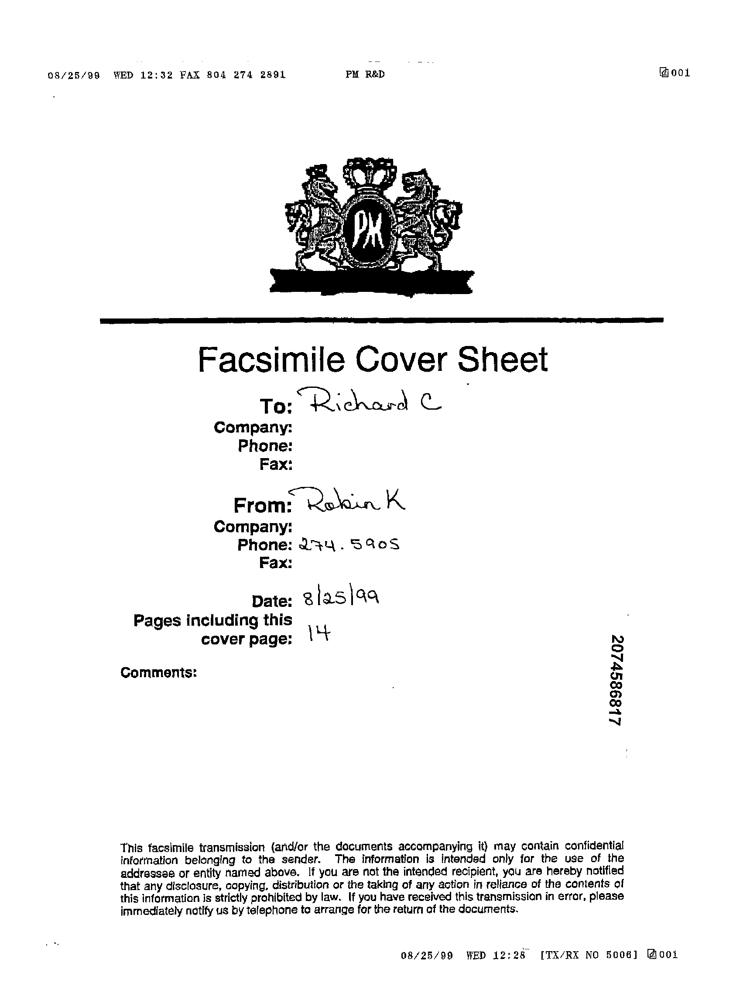 08/25/99 WED 12:32 FAX 804 274 2891 PM R&D 001
PM
Facsimile Cover Sheet
To: Richard C
Company:
Phone:
Fax:
From: Robin K
Company:
Phone: 274.5905
Fax:
Date: 8/25/99
Pages including this
cover page: 14
Comments:
2074586817
This facsimile transmission (and/or the documents accompanying it) may contain confidential
information belonging to the sender. The information is intended only for the use of the
addressee or entity named above. If you are not the intended recipient, you are hereby notified
that any disclosure, copying, distribution or the taking of any action in reliance of the contents of
this information is strictly prohibited by law. If you have received this transmission in error, please
immediately notify us by telephone to arrange for the return of the documents.
08/25/99 WED 12:28 [TX/RX NO 5006] 001